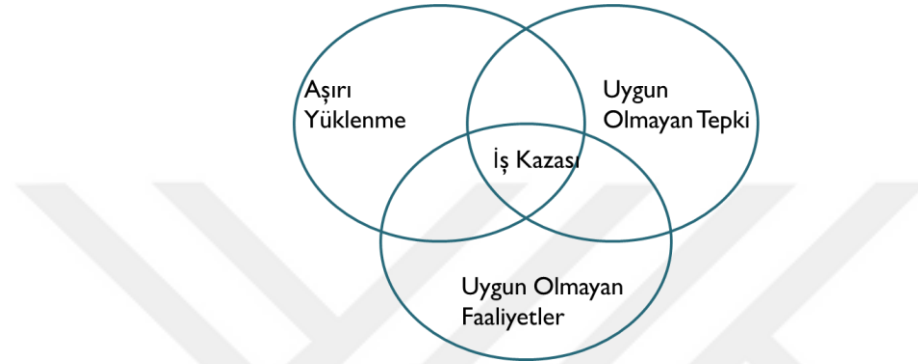 Aşırı
Yüklenme
Uygun
Olmayan Tepki
İş Kazası
Uygun Olmayan
Faaliyetler